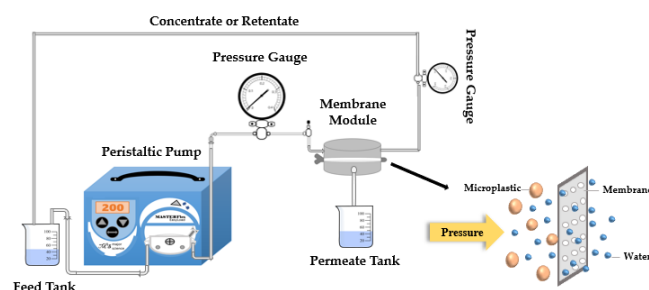 Concentrate or Retentate
Pressure Gauge
Pressure Gauge
Membrane
Module
Peristaltic Pump
200
MASTERFLEX
Microplastic
Membrane
Pressure
Water
Permeate Tank
Feed Tank